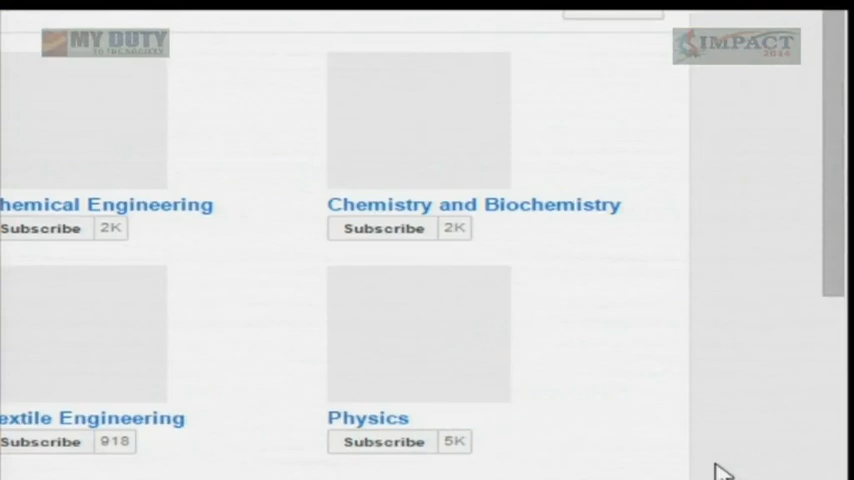 MY DUTY
IMPACT
2014
hemical Engineering
Subscribe 2K
Chemistry and Biochemistry
Subscribe 2K
extile Engineering
Subscribe 918
Physics
Subscribe 5K